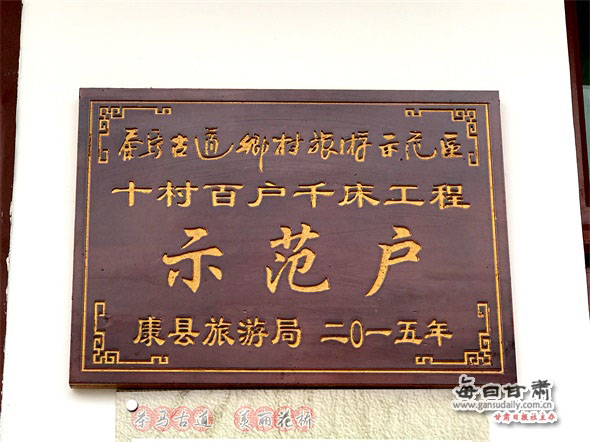 茶马古道乡村旅游示范区
十村百户千床工程
示范户
康县旅游局 二〇一五年
茶马古道 美丽花桥
每日甘肃
www.gansudaily.com.cn
甘肃日报社主办